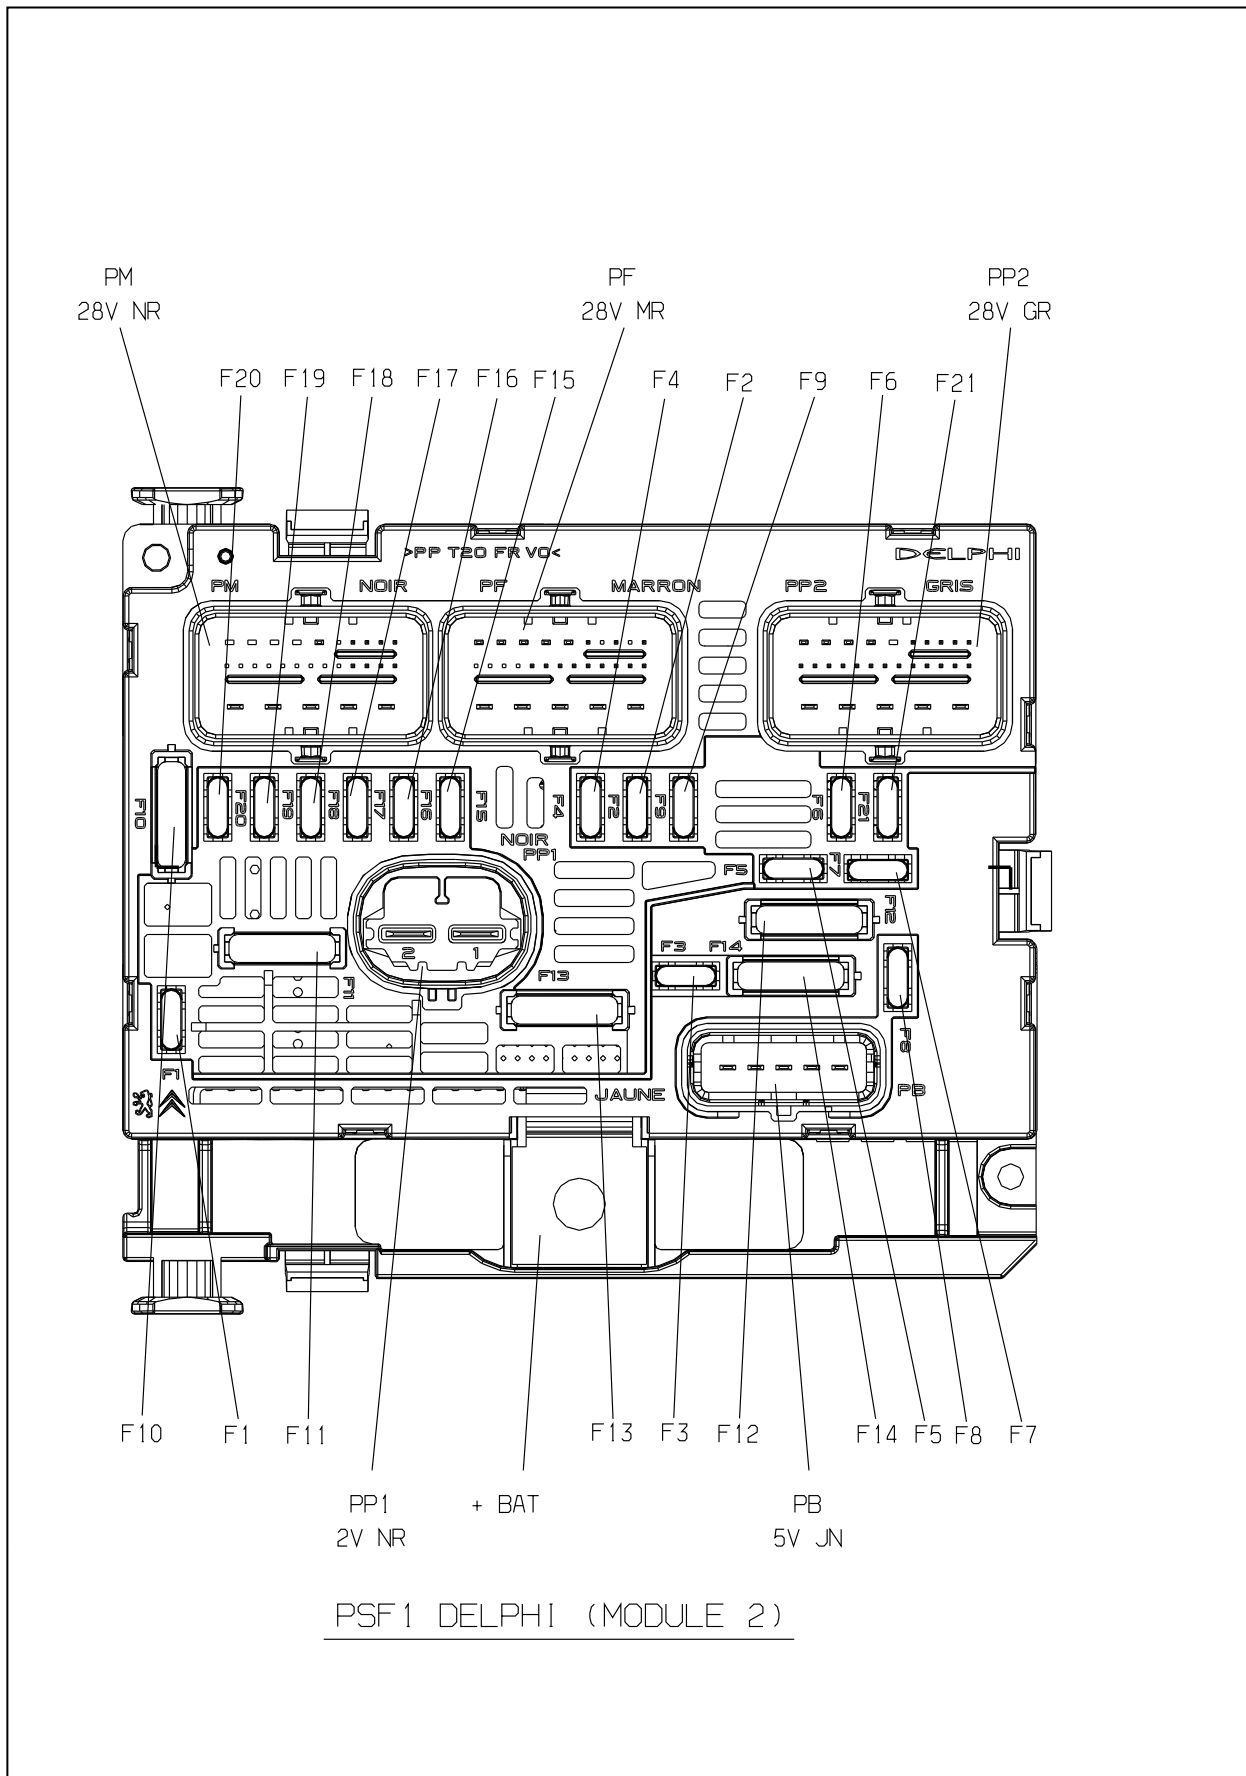 PM
28V NR
PF
28V MR
PP2
28V GR
F20 F19 F18 F17 F16 F15 F4 F2 F9 F6 F21
>PP T20 FR VO<
DELPHI
PM NOIR PF MARRON PP2 GRIS
F10 F20 F19 F18 F17 F16 F15 F4 F2 F9 F6 F21
NOIR
PP1
F5 F7
F12
2 1
F3 F14
F11 F13
F8
F1
JAUNE
PB
F10 F1 F11 F13 F3 F12 F14 F5 F8 F7
PP1
2V NR
+ BAT
PB
5V JN
PSF1 DELPHI (MODULE 2)